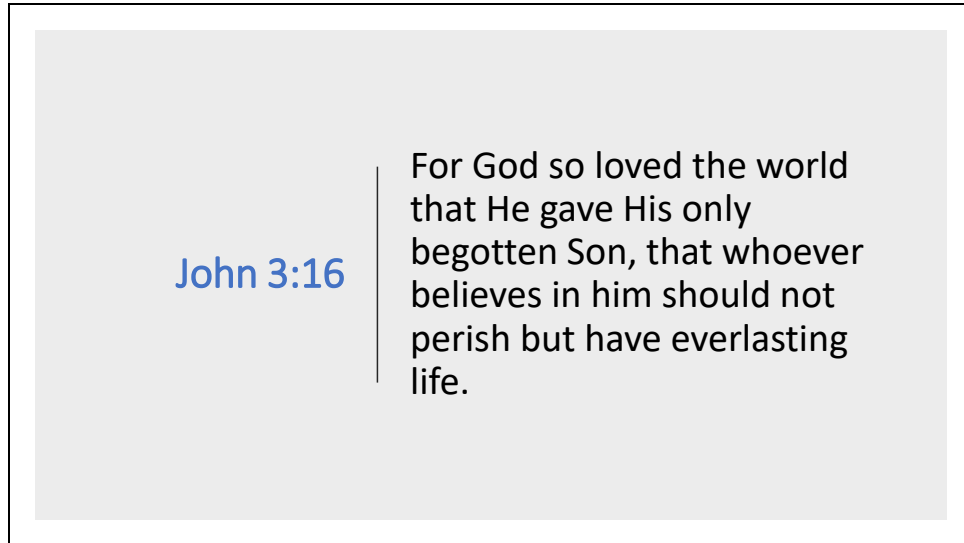 John 3:16
For God so loved the world
that He gave His only
begotten Son, that whoever
believes in him should not
perish but have everlasting
life.